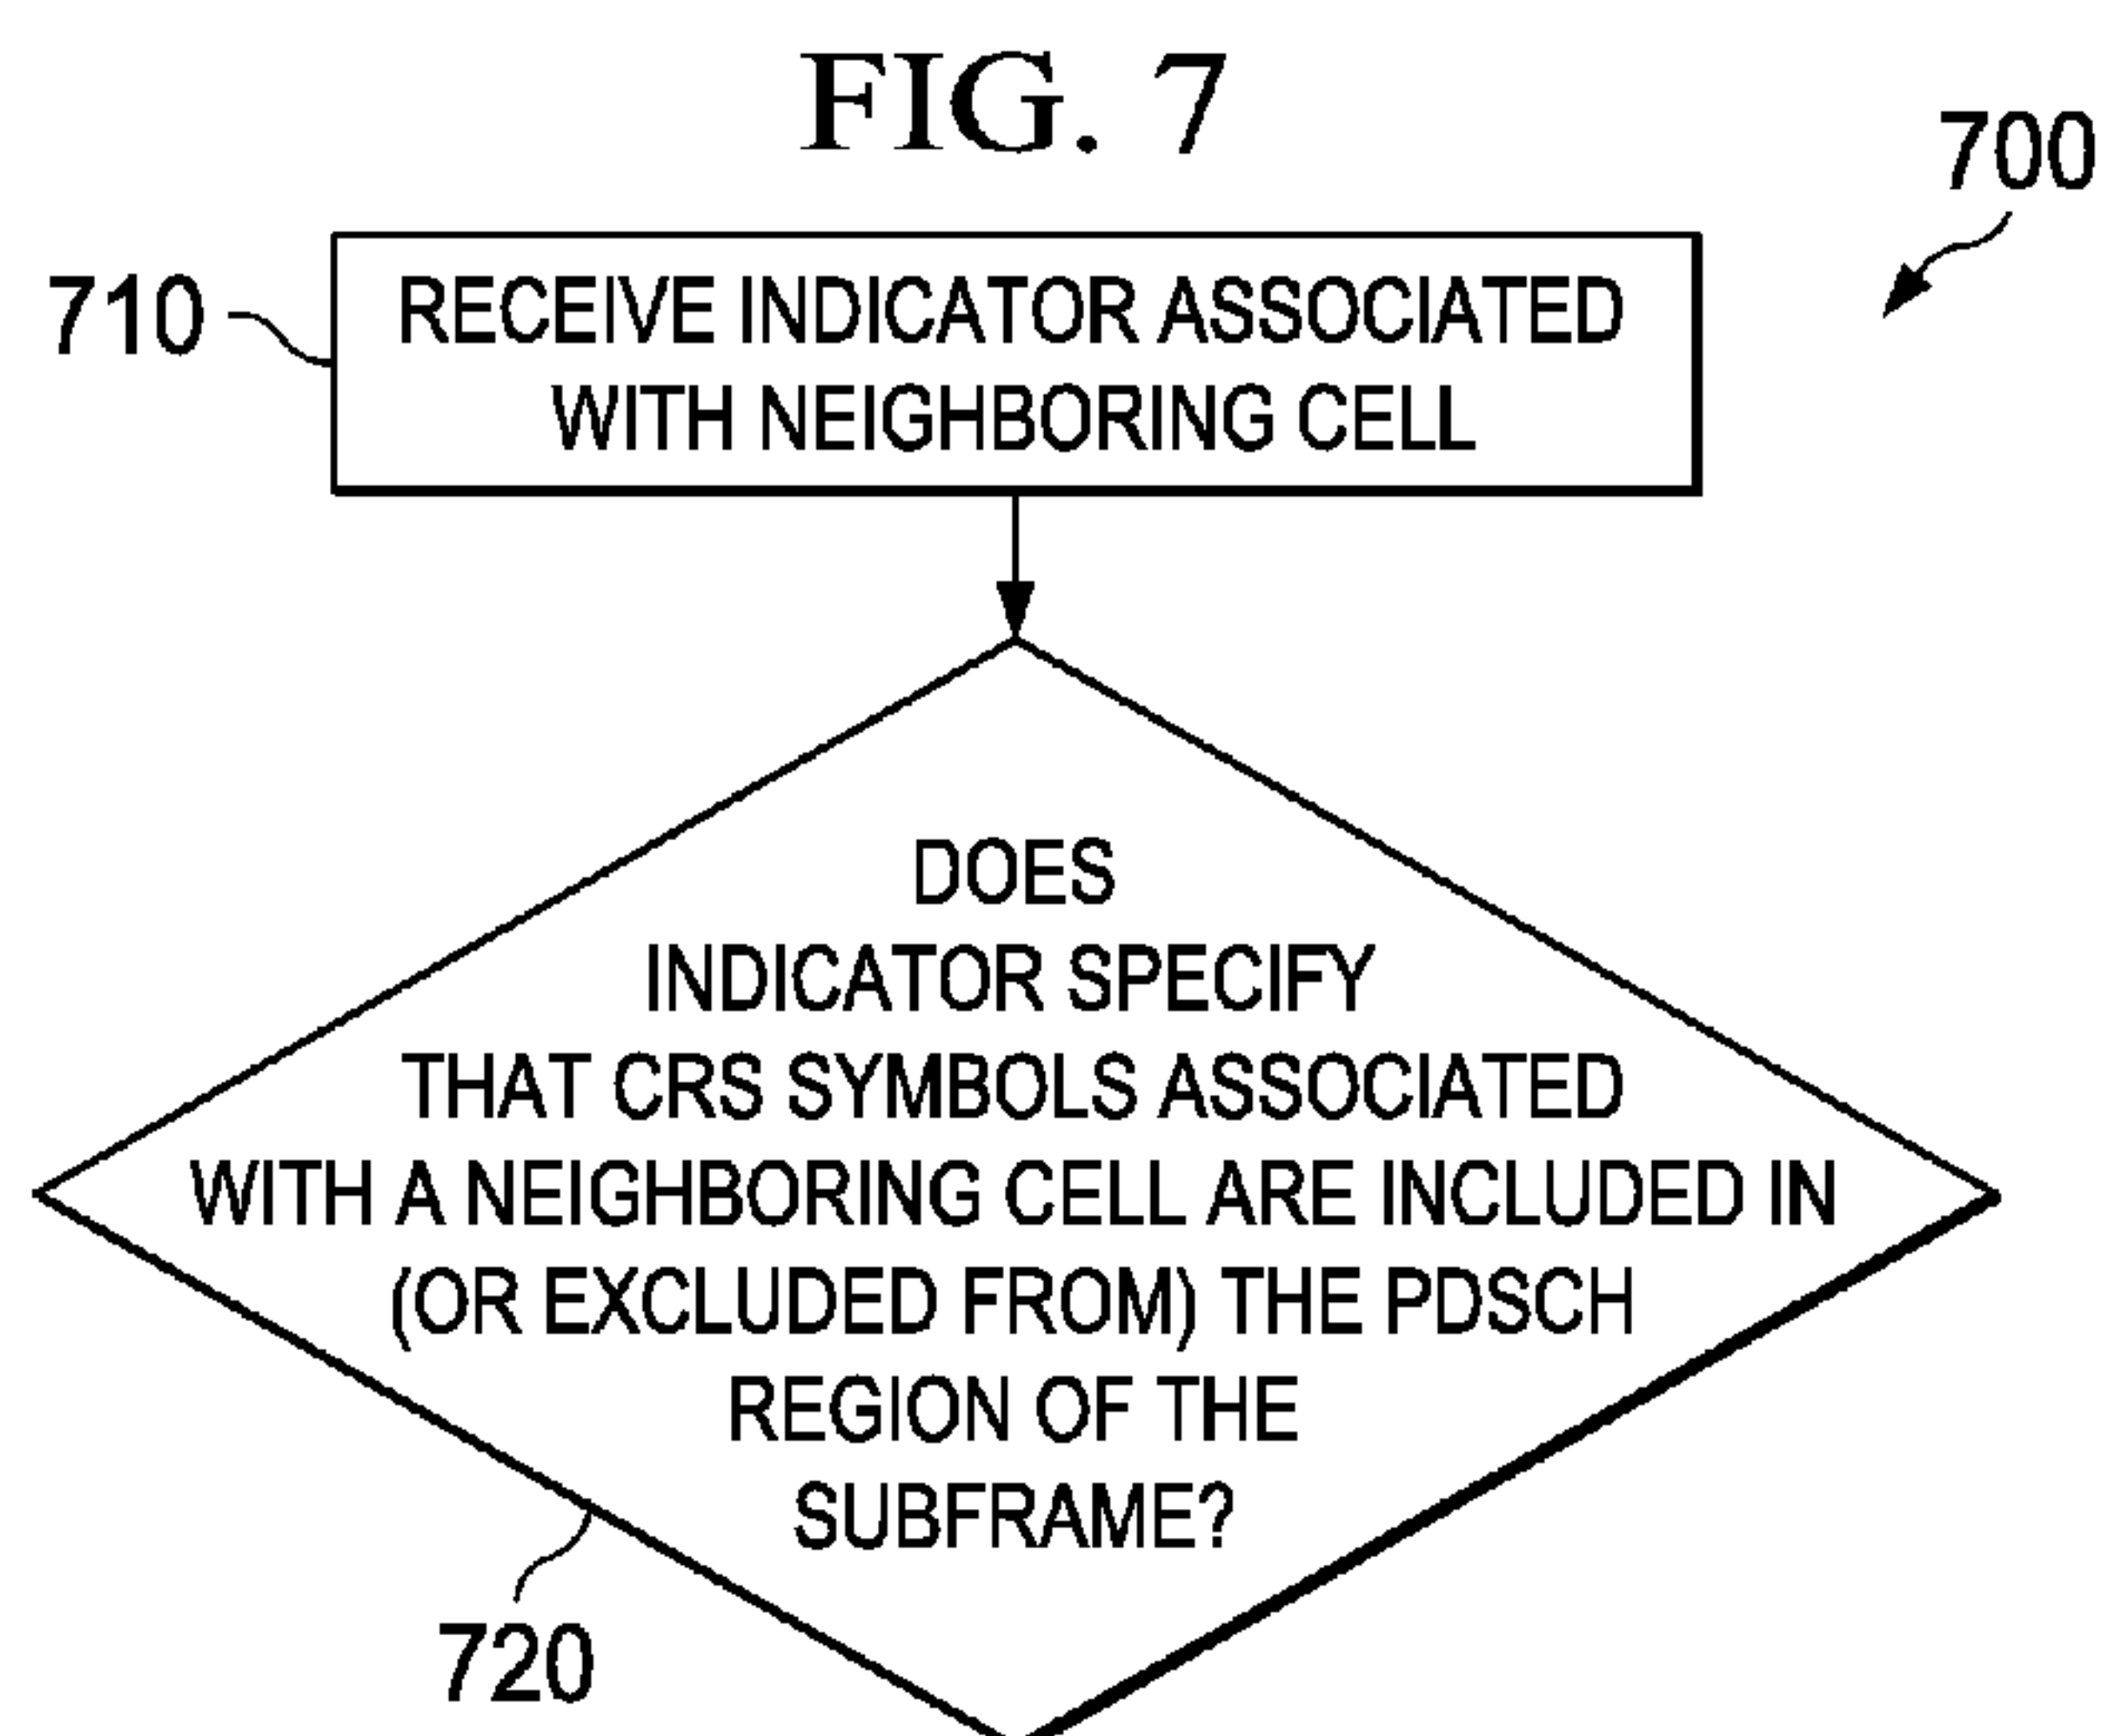 FIG. 7
700
710
RECEIVE INDICATOR ASSOCIATED
WITH NEIGHBORING CELL
DOES
INDICATOR SPECIFY
THAT CRS SYMBOLS ASSOCIATED
WITH A NEIGHBORING CELL ARE INCLUDED IN
(OR EXCLUDED FROM) THE PDSCH
REGION OF THE
SUBFRAME?
720